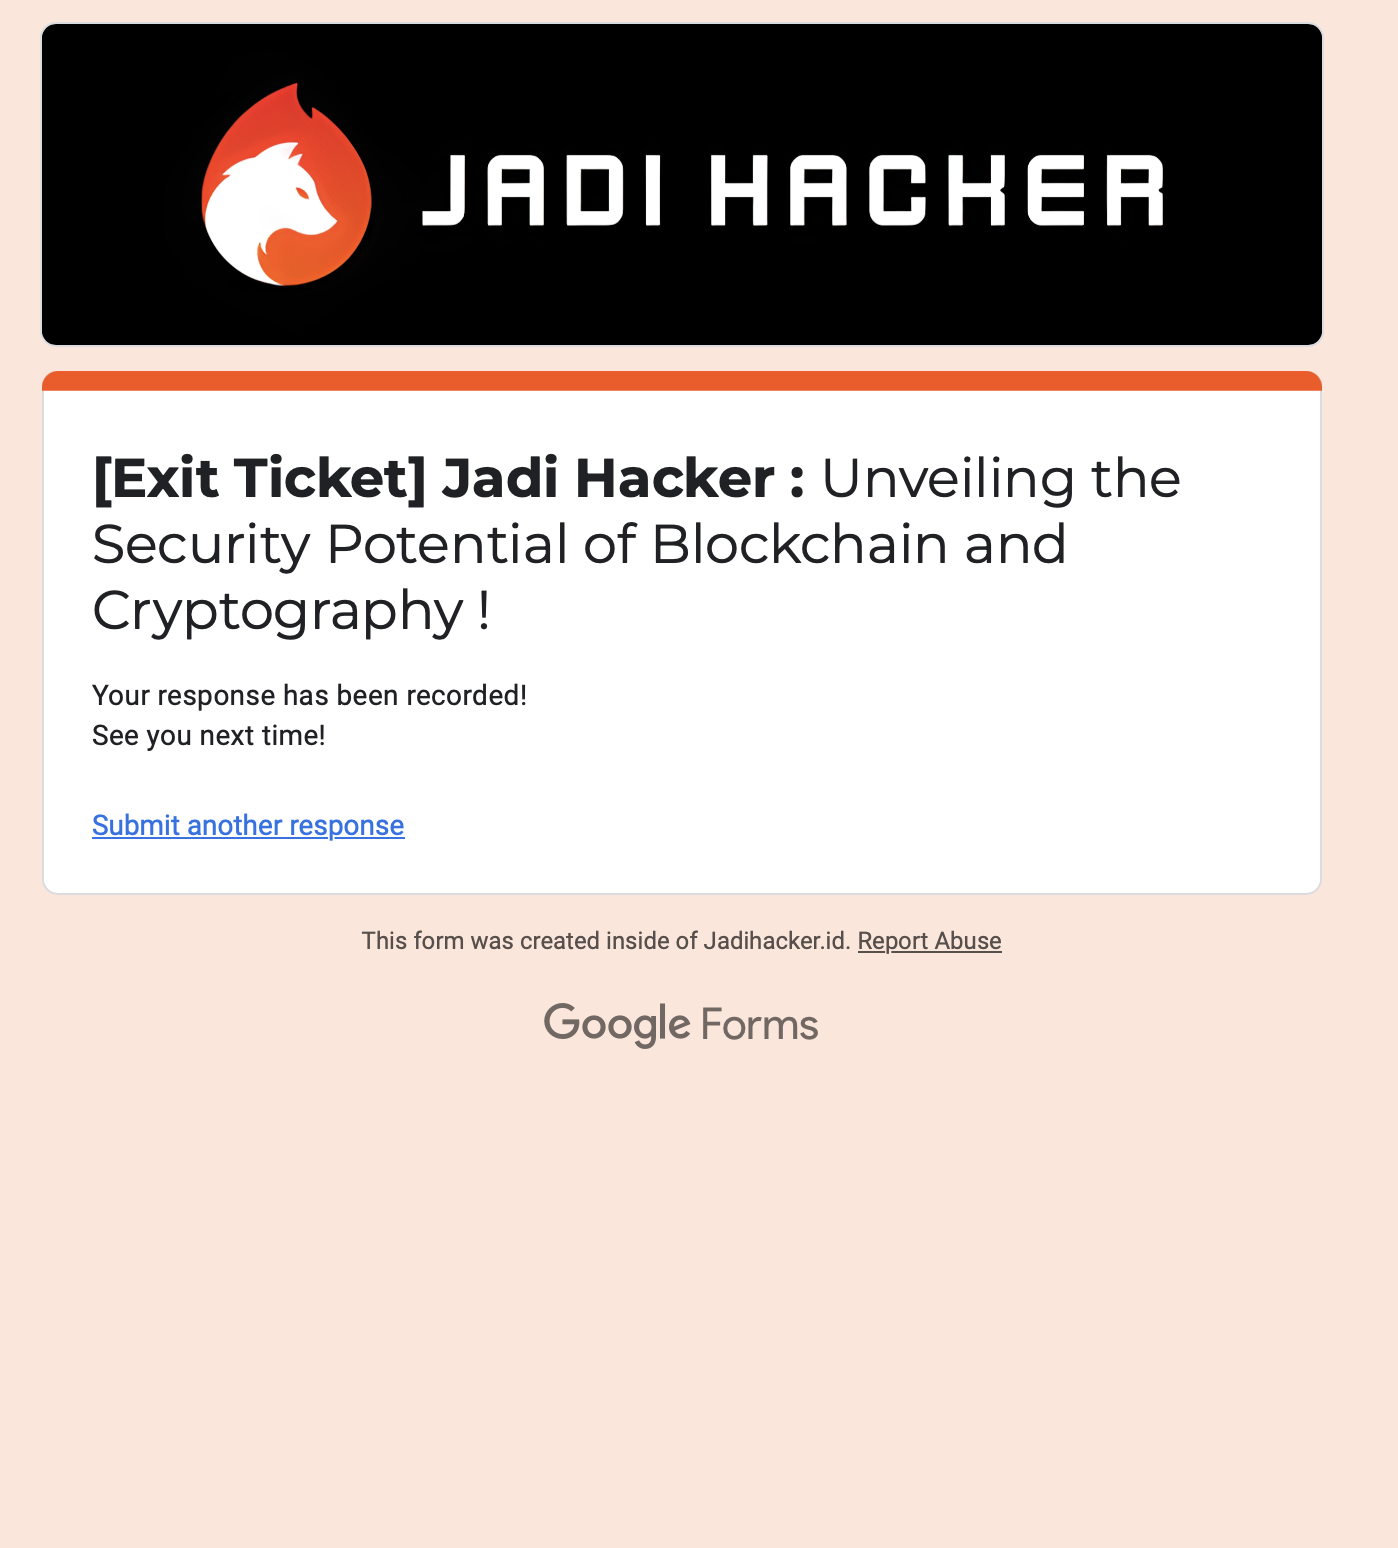 JADI HACKER
[Exit Ticket] Jadi Hacker : Unveiling the
Security Potential of Blockchain and
Cryptography !
Your response has been recorded!
See you next time!
Submit another response
This form was created inside of Jadihacker.id. Report Abuse
Google Forms